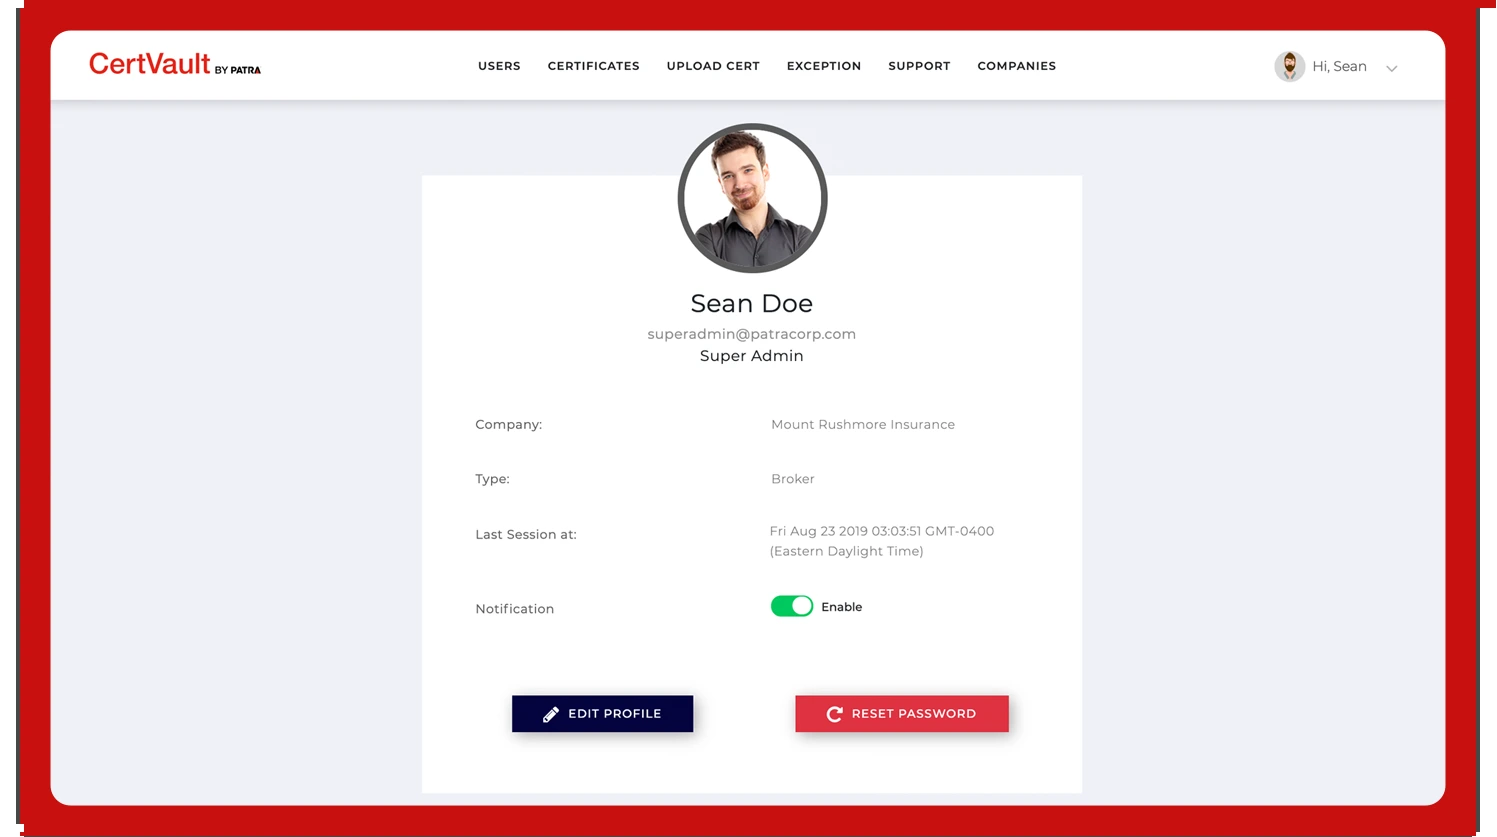 CertVault BY PATRA
USERS CERTIFICATES UPLOAD CERT EXCEPTION SUPPORT COMPANIES
Hi, Sean
Sean Doe
superadmin@patracorp.com
Super Admin
Company: Mount Rushmore Insurance
Type: Broker
Last Session at: Fri Aug 23 2019 03:03:51 GMT-0400
(Eastern Daylight Time)
Notification Enable
EDIT PROFILE RESET PASSWORD